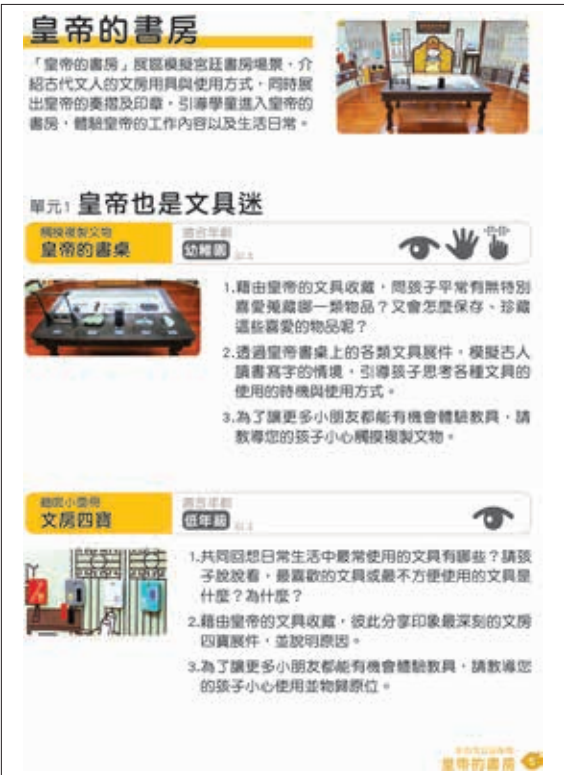 皇帝的書房
「皇帝的書房」展區模擬宮廷書房場景，介
紹古代文人的文房用具與使用方式，同時展
出皇帝的奏摺及印章，引導學童進入皇帝的
書房，體驗皇帝的工作內容以及生活日常。
單元1 皇帝也是文具迷
觸摸複製文物
皇帝的書桌
適合年齡
幼稚園 以上
1.藉由皇帝的文具收藏，問孩子平常有無特別
喜愛蒐藏哪一類物品？又會怎麼保存、珍藏
這些喜愛的物品呢？
2.透過皇帝書桌上的各類文具展件，模擬古人
讀書寫字的情境，引導孩子思考各種文具的
使用的時機與使用方式。
3.為了讓更多小朋友都能有機會體驗教具，請
教導您的孩子小心觸摸複製文物。
文房四寶
適合年齡
低年級 以上
1.共同回想日常生活中最常使用的文具有哪些？請孩
子說說看，最喜歡的文具或最不方便使用的文具是
什麼？為什麼？
2.藉由皇帝的文具收藏，彼此分享印象最深刻的文房
四寶展件，並說明原因。
3.為了讓更多小朋友都能有機會體驗教具，請教導您
的孩子小心使用並物歸原位。
皇帝的書房